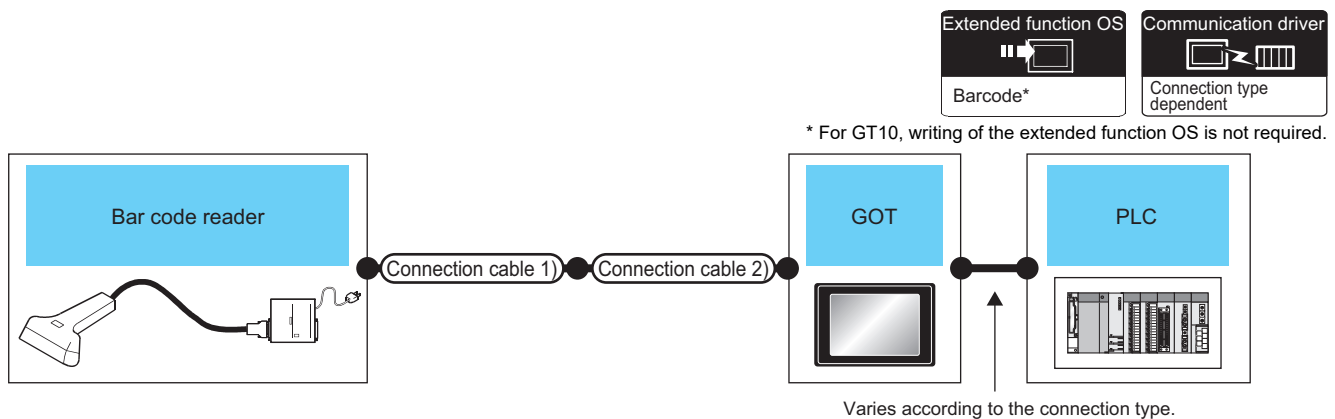 Extended function OS
Communication driver
Barcode*
Connection type
dependent
* For GT10, writing of the extended function OS is not required.
Bar code reader
GOT
PLC
Connection cable 1)
Connection cable 2)
Varies according to the connection type.